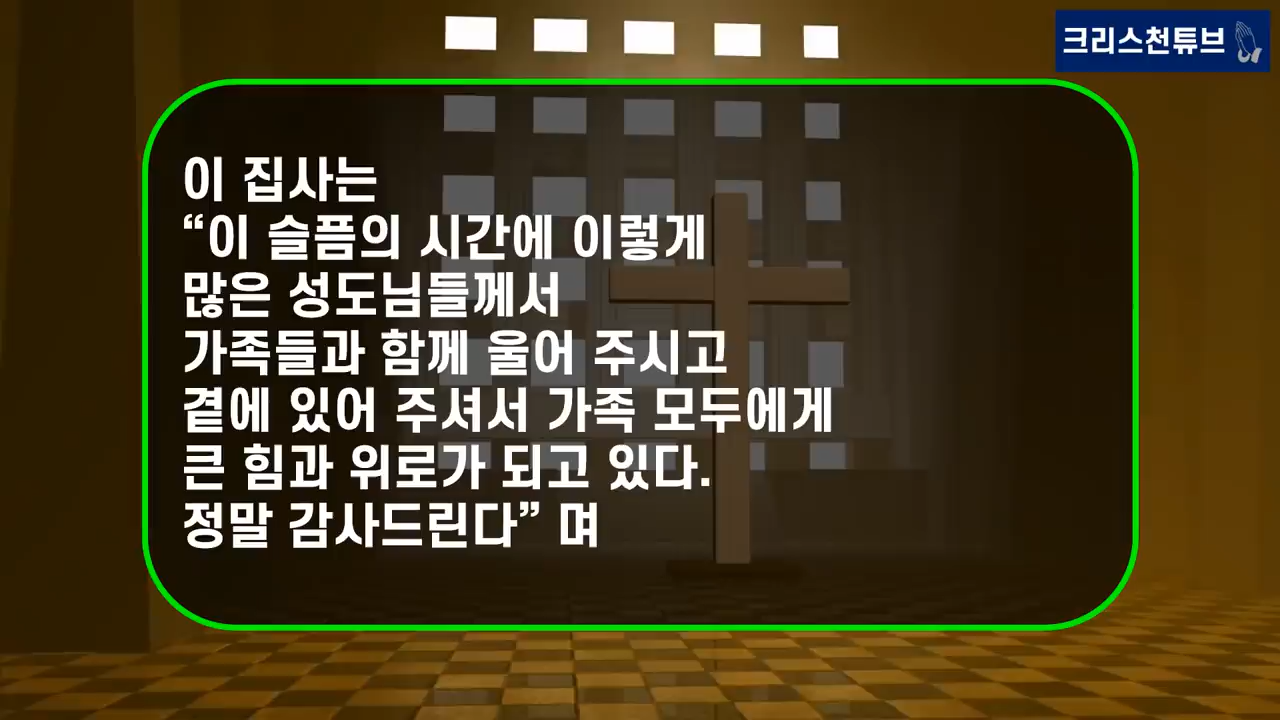 크리스천튜브
이 집사는
“이 슬픔의 시간에 이렇게
많은 성도님들께서
가족들과 함께 울어 주시고
곁에 있어 주셔서 가족 모두에게
큰 힘과 위로가 되고 있다.
정말 감사드린다” 며